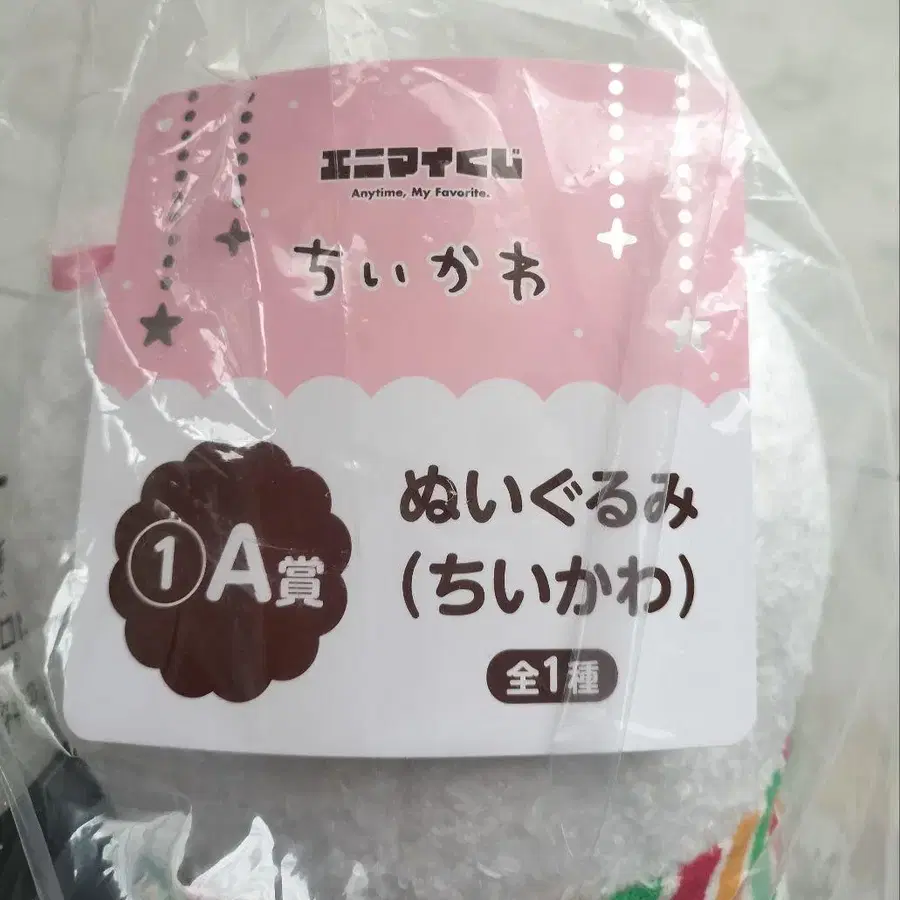 エニマイくじ
Anytime, My Favorite.
ちいかわ
①A賞
ぬいぐるみ
(ちいかわ)
全1種